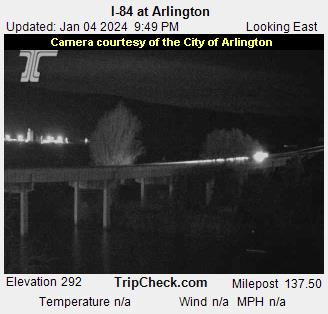 I-84 at Arlington
Updated: Jan 04 2024 9:49 PM Looking East
Camera courtesy of the City of Arlington
Elevation 292 TripCheck.com Milepost 137.50
Temperature n/a Wind n/a MPH n/a